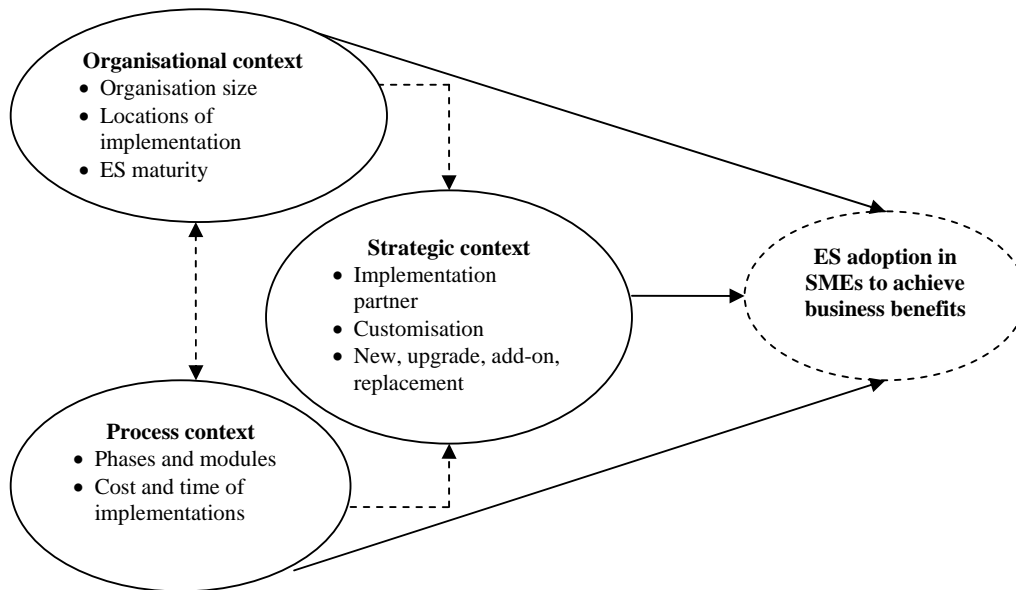 Organisational context
• Organisation size
• Locations of
implementation
• ES maturity
Strategic context
• Implementation
partner
• Customisation
• New, upgrade, add-on,
replacement
ES adoption in
SMEs to achieve
business benefits
Process context
• Phases and modules
• Cost and time of
implementations